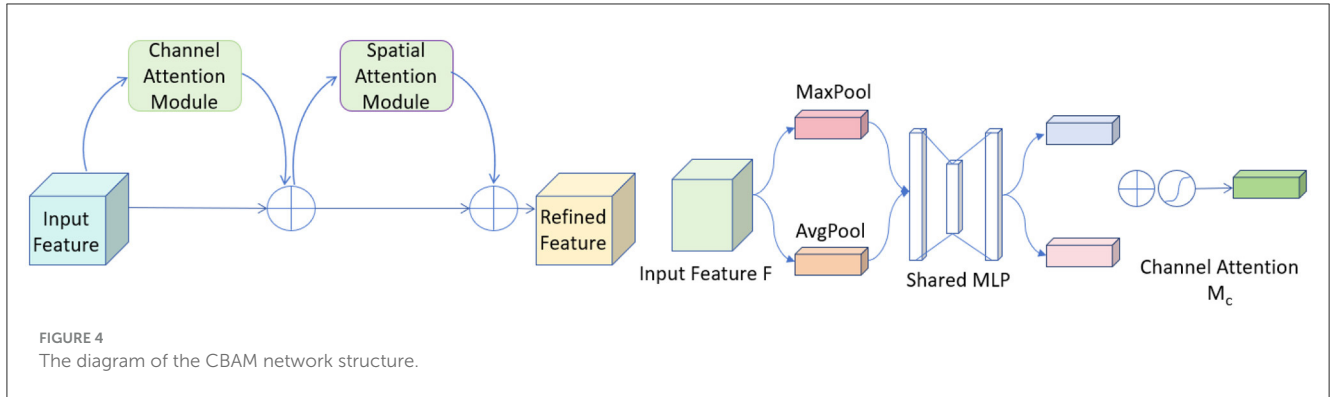 Channel
Attention
Module
Spatial
Attention
Module
Input
Feature
Refined
Feature
MaxPool
AvgPool
Input Feature F
Shared MLP
Channel Attention
Mc
FIGURE 4
The diagram of the CBAM network structure.